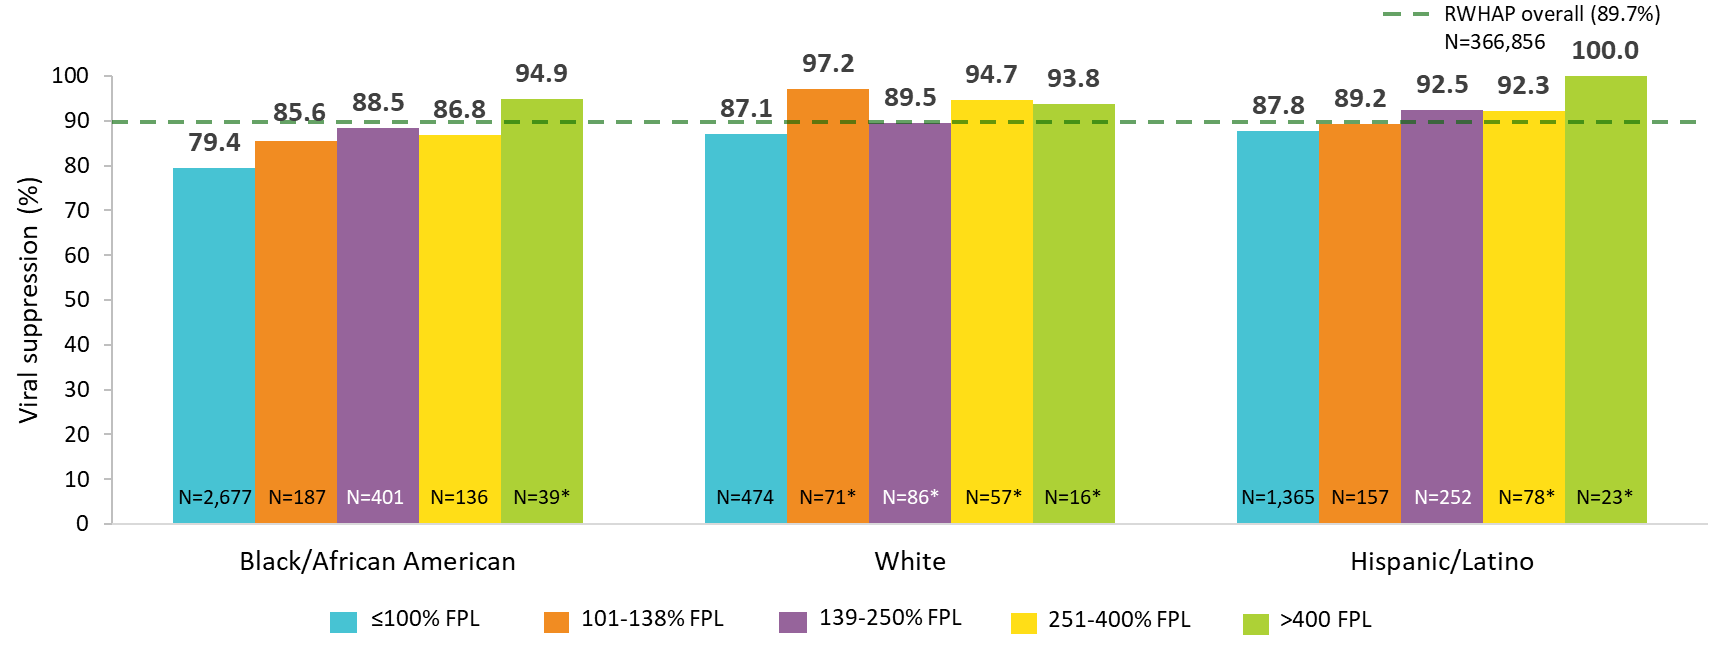 RWHAP overall (89.7%)
N=366,856
Viral suppression (%)
100
90
80
70
60
50
40
30
20
10
0
79.4
85.6
88.5
86.8
94.9
87.1
97.2
89.5
94.7
93.8
87.8
89.2
92.5
92.3
100.0
N=2,677
N=187
N=401
N=136
N=39*
N=474
N=71*
N=86*
N=57*
N=16*
N=1,365
N=157
N=252
N=78*
N=23*
Black/African American
White
Hispanic/Latino
≤100% FPL
101-138% FPL
139-250% FPL
251-400% FPL
>400 FPL